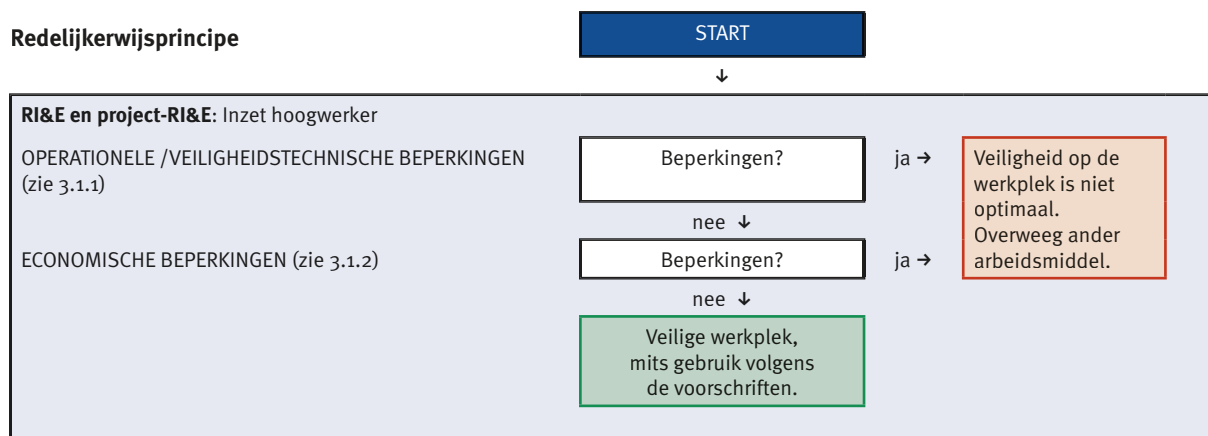 Redelijkerwijsprincipe
START
↓
RI&E en project-RI&E: Inzet hoogwerker
OPERATIONELE /VEILIGHEIDSTECHNISCHE BEPERKINGEN
(zie 3.1.1)
Beperkingen?
ja →
Veiligheid op de
werkplek is niet
optimaal.
Overweeg ander
arbeidsmiddel.
nee ↓
ECONOMISCHE BEPERKINGEN (zie 3.1.2)
Beperkingen?
ja →
nee ↓
Veilige werkplek,
mits gebruik volgens
de voorschriften.